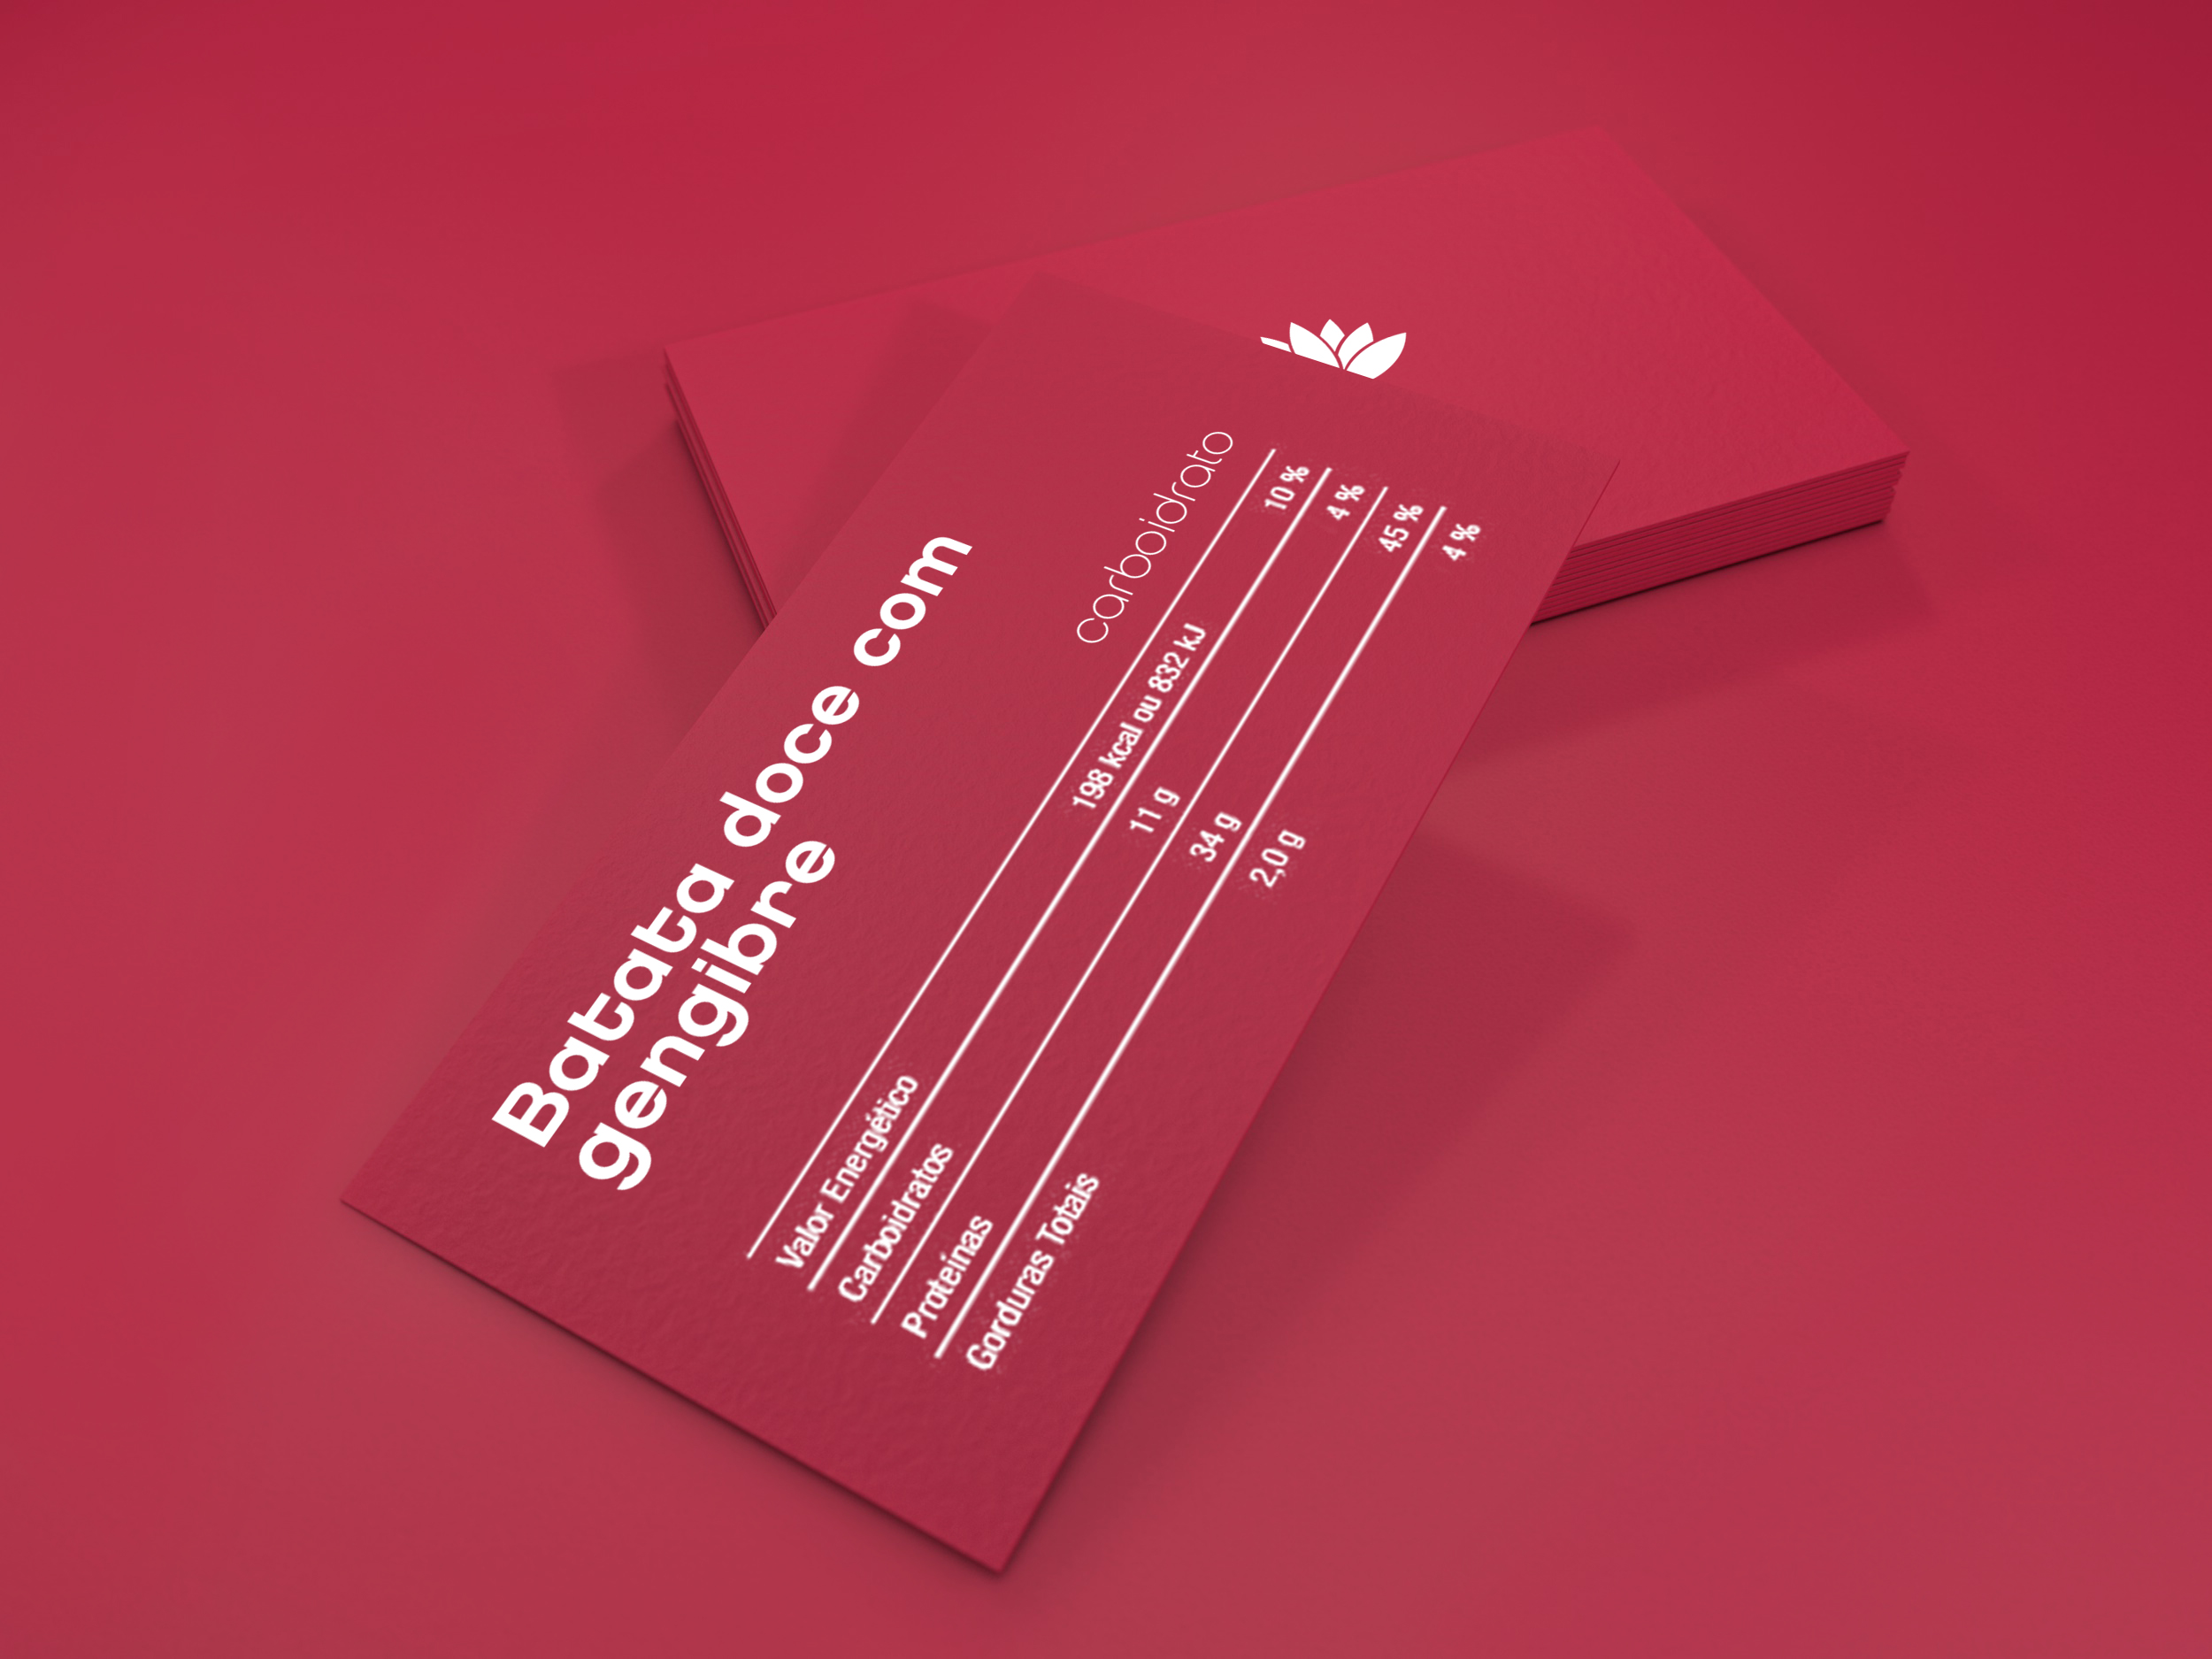 Batata doce com
gengibre
carboidrato
Valor Energético 198 kcal ou 832 kJ 10 %
Carboidratos 11 g 4 %
Proteínas 34 g 45 %
Gorduras Totais 2,0 g 4 %